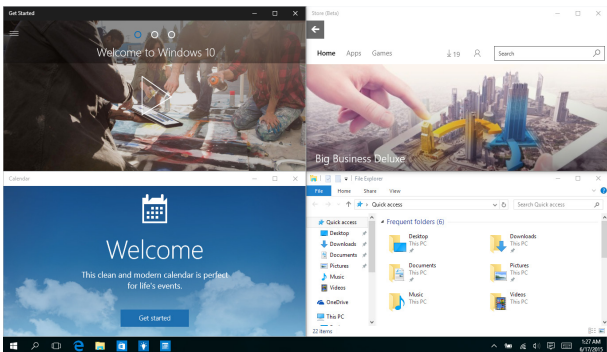 Get Started
Welcome to Windows 10
Store (Beta)
Home Apps Games
19
Search
Big Business Deluxe
Calendar
Welcome
This clean and modern calendar is perfect
for life's events.
Get started
File Explorer
File Home Share View
Quick access
Search Quick access
Quick access
Desktop
Downloads
Documents
Pictures
Music
Videos
OneDrive
This PC
22 items
Frequent folders (6)
Desktop
This PC
Downloads
This PC
Documents
This PC
Pictures
This PC
Music
This PC
Videos
This PC
1:27 AM
6/17/2015